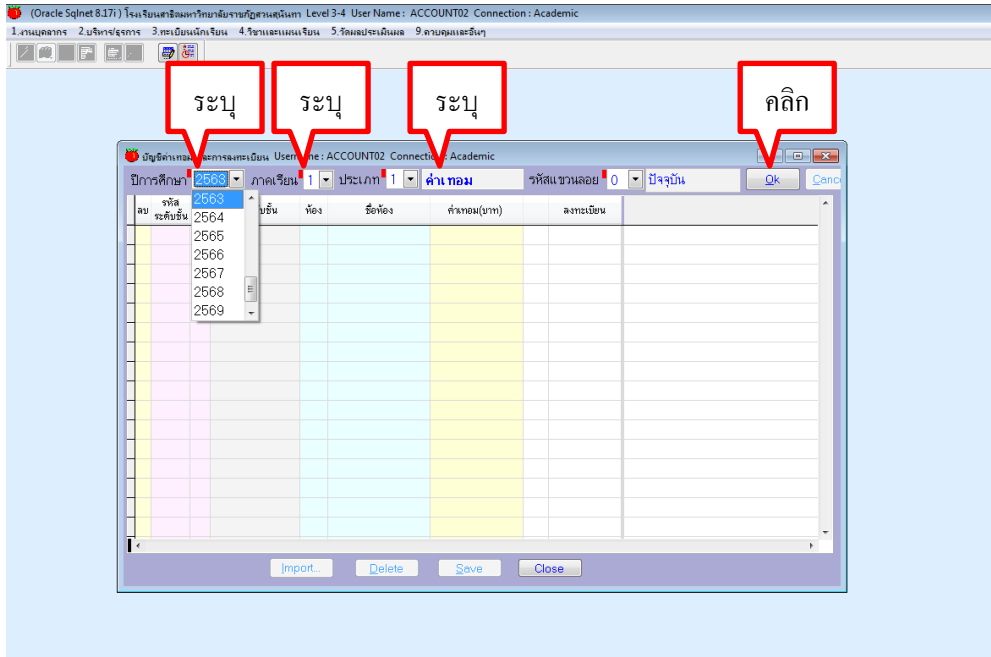 (Oracle Sqlnet 8.17i ) โรงเรียนสาธิตมหาวิทยาลัยราชภัฏสวนสุนันทา Level 3-4 User Name : ACCOUNT02 Connection : Academic
1.งานบุคลากร 2.บริหาร/ธุรการ 3.ทะเบียนนักเรียน 4.วิชาและแผนเรียน 5.วัดผลประเมินผล 9.ควบคุมและอื่นๆ
ระบุ ระบุ ระบุ คลิก
บัญชีค่าเทอม และการลงทะเบียน User Name : ACCOUNT02 Connection : Academic
ปีการศึกษา 2563 ภาคเรียน 1 ประเภท 1 ค่าเทอม รหัสแขวนลอย 0 ปัจจุบัน Ok Canc
ลบ รหัส ระดับชั้น ห้อง ชื่อห้อง ค่าเทอม(บาท) ลงทะเบียน
2563
2564
2565
2566
2567
2568
2569
Import... Delete Save Close